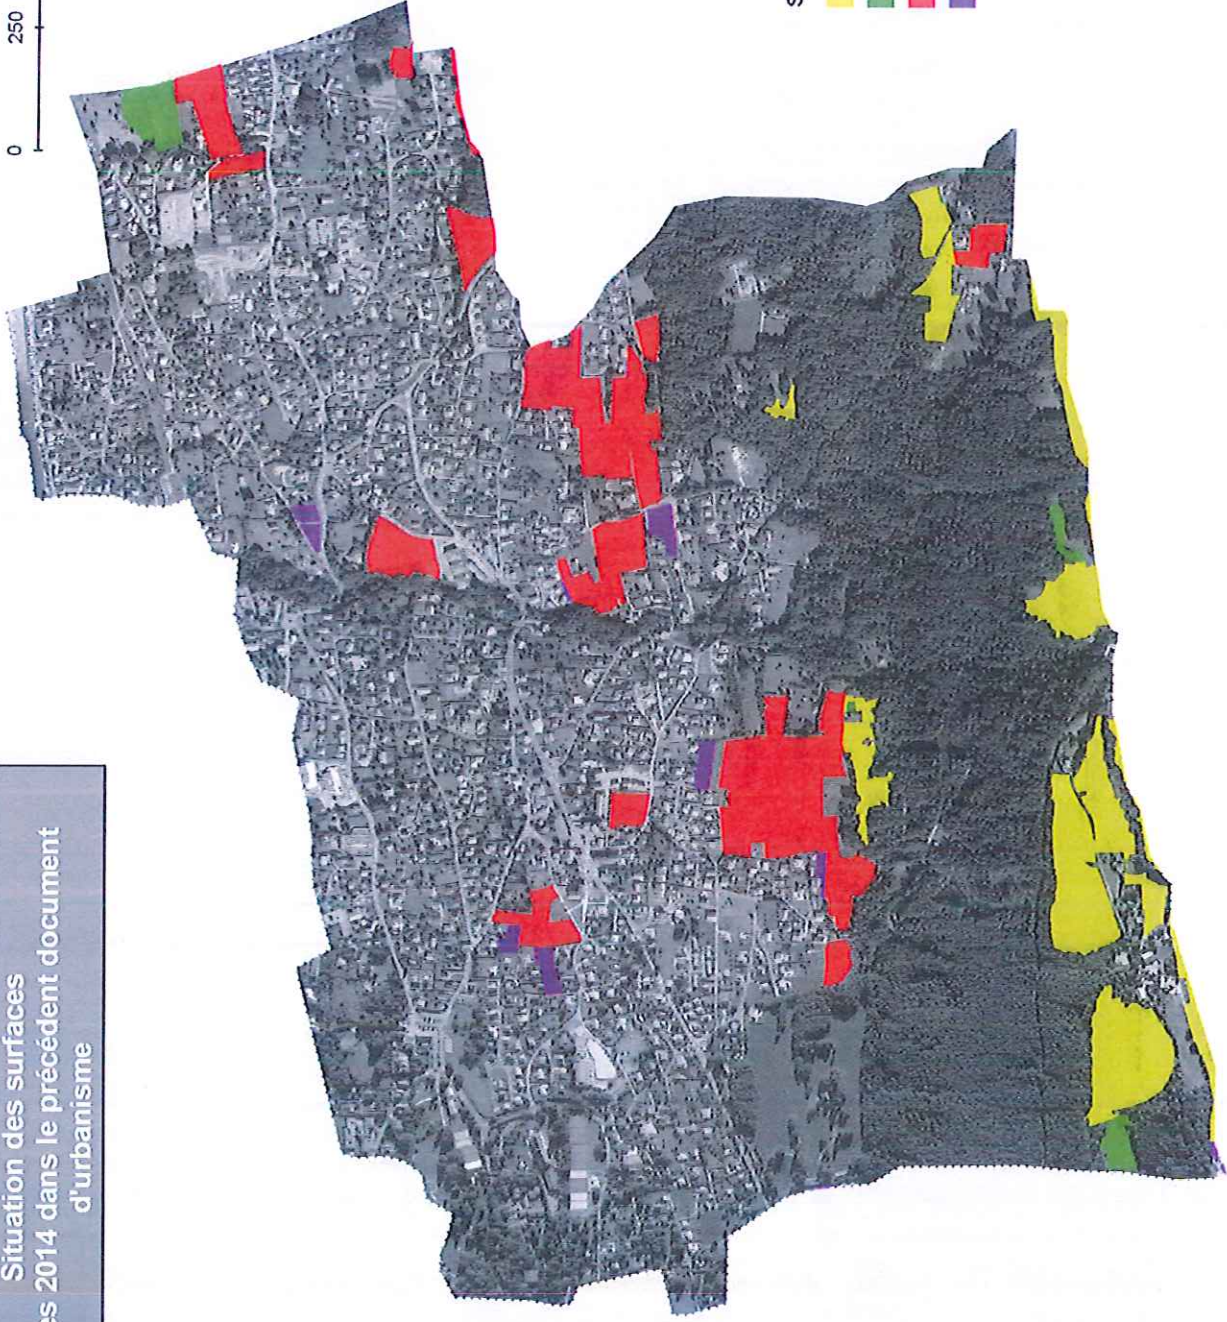 Situation des surfaces
es 2014 dans le précédent document
d'urbanisme
0 250
s